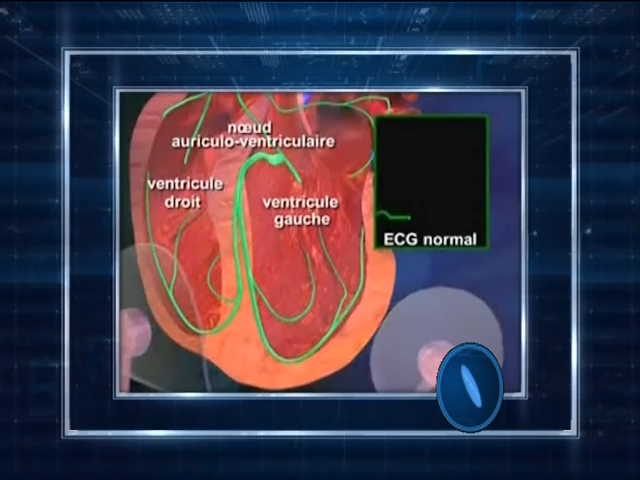 nœud
auriculo-ventriculaire
ventricule
droit
ventricule
gauche
ECG normal